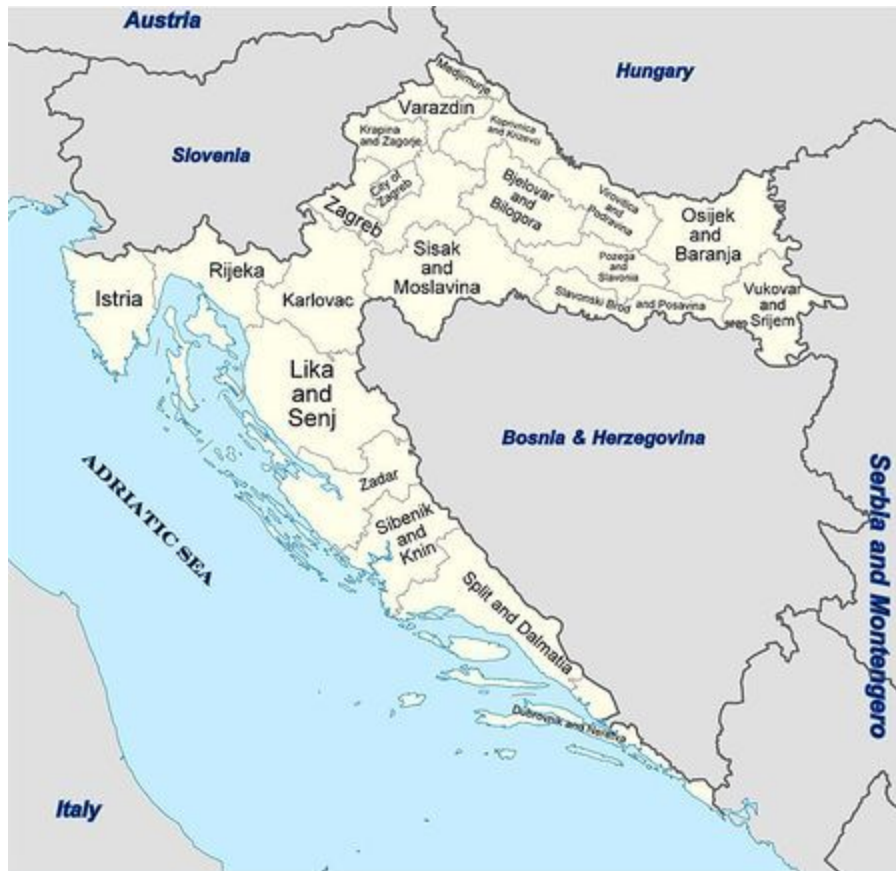 Austria
Hungary
Medjimurje
Varazdin
Koprivnica
and Krizevci
Krapina
and Zagorje
Slovenia
City of
Zagreb
Bjelovar
and
Bilogora
Virovitica
and
Podravina
Osijek
and
Baranja
Zagreb
Sisak
and
Moslavina
Pozega
and
Slavonia
Rijeka
Istria
Karlovac
Slavonski Brod and Posavina
Vukovar
and
Srijem
Lika
and
Senj
Bosnia & Herzegovina
Zadar
ADRIATIC SEA
Sibenik
and
Knin
Serbia and Montengero
Split and Dalmatia
Dubrovnik and Neretva
Italy